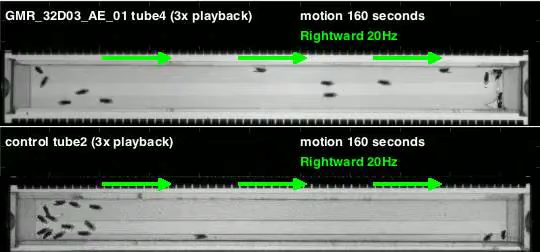 GMR_32D03_AE_01 tube4 (3x playback)
motion 160 seconds
Rightward 20Hz
control tube2 (3x playback)
motion 160 seconds
Rightward 20Hz